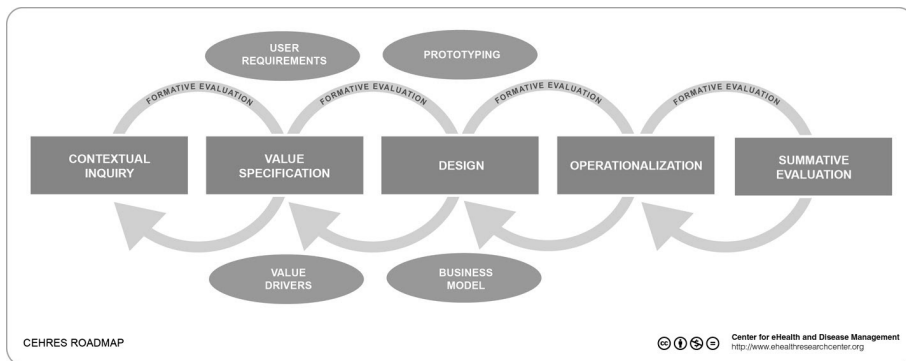 USER
REQUIREMENTS
PROTOTYPING
FORMATIVE EVALUATION
FORMATIVE EVALUATION
FORMATIVE EVALUATION
FORMATIVE EVALUATION
CONTEXTUAL
INQUIRY
VALUE
SPECIFICATION
DESIGN
OPERATIONALIZATION
SUMMATIVE
EVALUATION
VALUE
DRIVERS
BUSINESS
MODEL
CEHRES ROADMAP
cc
Center for eHealth and Disease Management
http://www.ehealthresearchcenter.org